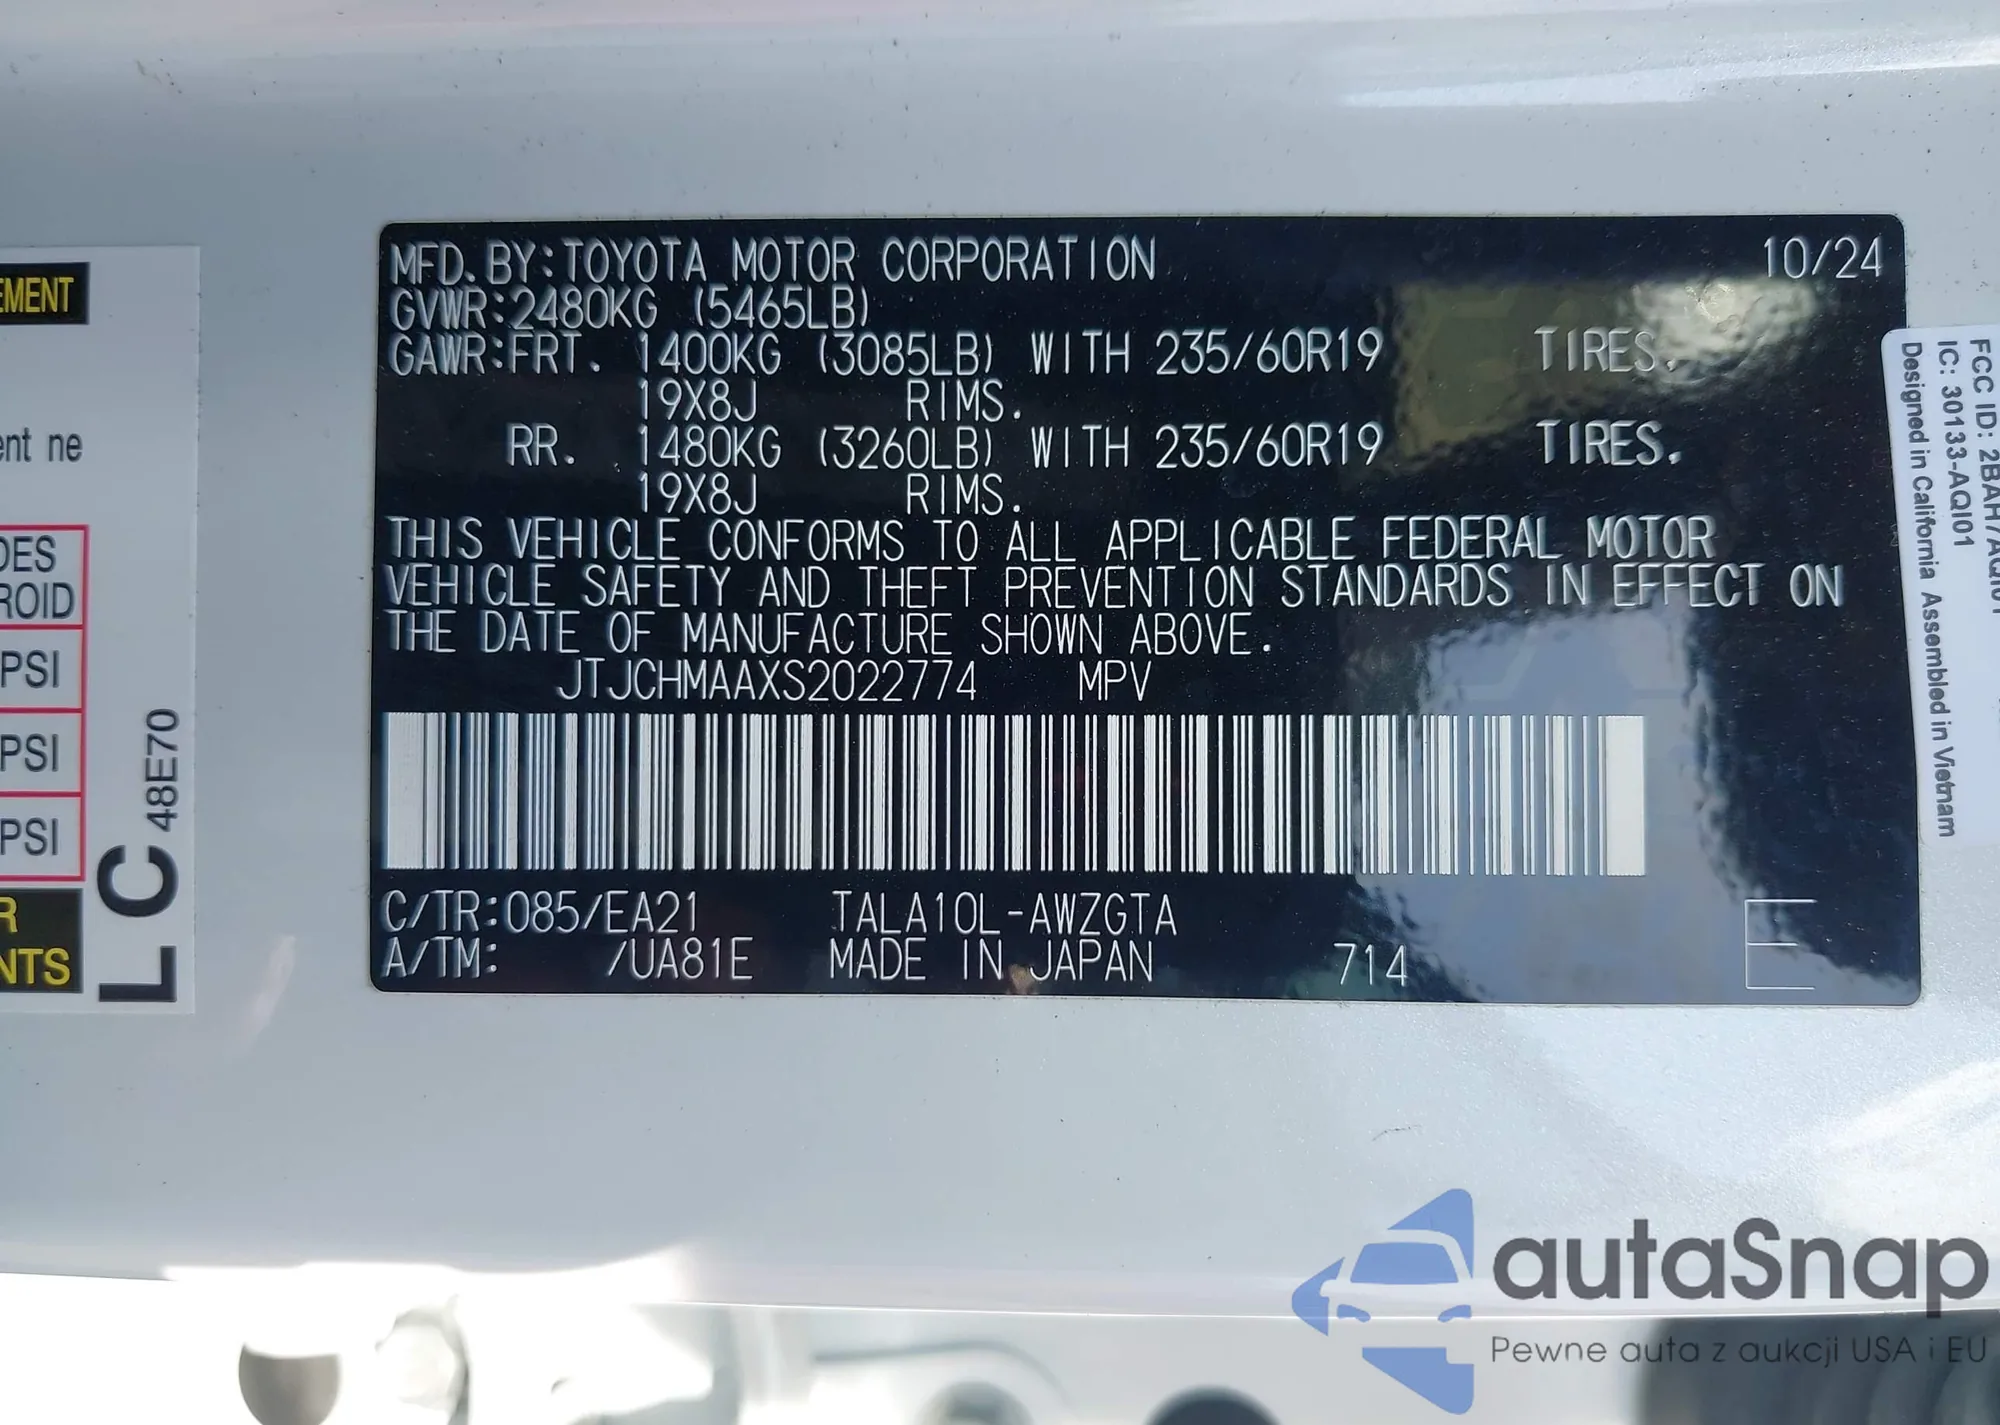 EMENT
ent ne
DES
ROID
PSI
PSI
PSI
R
NTS
L C 48E70
MFD. BY: TOYOTA MOTOR CORPORATION 10/24
GVWR: 2480KG (5465LB)
GAWR: FRT. 1400KG (3085LB) WITH 235/60R19 TIRES.
19X8J RIMS.
RR. 1480KG (3260LB) WITH 235/60R19 TIRES.
19X8J RIMS.
THIS VEHICLE CONFORMS TO ALL APPLICABLE FEDERAL MOTOR
VEHICLE SAFETY AND THEFT PREVENTION STANDARDS IN EFFECT ON
THE DATE OF MANUFACTURE SHOWN ABOVE.
JTJCHMAAXS2022774 MPV
C/TR: 085/EA21 TALA10L-AWZGTA
A/TM: /UA81E MADE IN JAPAN 714 E
FCC ID: 2BAH7AQI01
IC: 30133-AQI01
Designed in California Assembled in Vietnam
autaSnap
Pewne auta z aukcji USA i EU